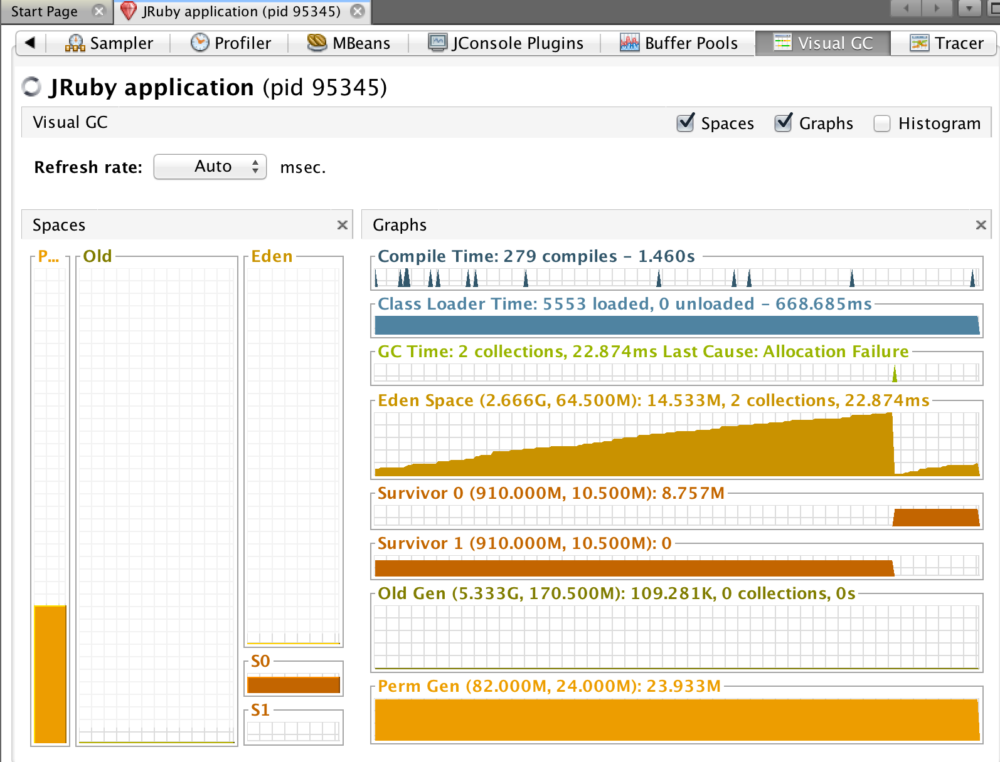 Start Page
JRuby application (pid 95345)
Sampler
Profiler
MBeans
JConsole Plugins
Buffer Pools
Visual GC
Tracer
JRuby application (pid 95345)
Visual GC
Spaces
Graphs
Histogram
Refresh rate: Auto msec.
Spaces
P...
Old
Eden
S0
S1
Graphs
Compile Time: 279 compiles - 1.460s
Class Loader Time: 5553 loaded, 0 unloaded - 668.685ms
GC Time: 2 collections, 22.874ms Last Cause: Allocation Failure
Eden Space (2.666G, 64.500M): 14.533M, 2 collections, 22.874ms
Survivor 0 (910.000M, 10.500M): 8.757M
Survivor 1 (910.000M, 10.500M): 0
Old Gen (5.333G, 170.500M): 109.281K, 0 collections, 0s
Perm Gen (82.000M, 24.000M): 23.933M